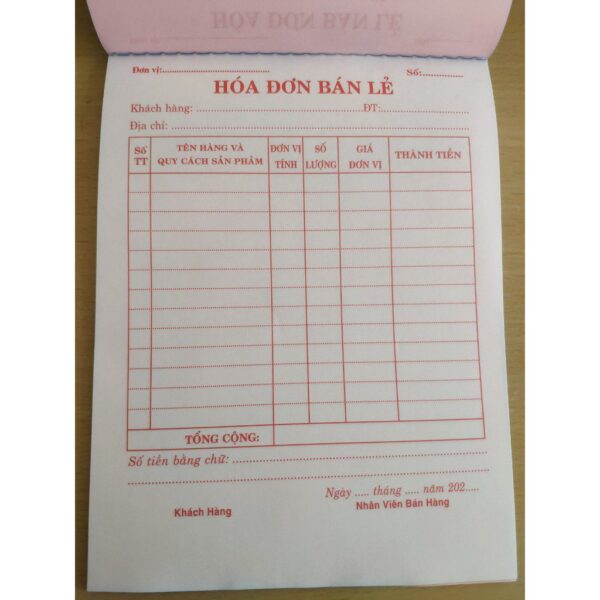 HÓA ĐƠN BÁN LẺ
Đơn vị:.............................. Số:..............
HÓA ĐƠN BÁN LẺ
Khách hàng: .................................................. ĐT:........................
Địa chỉ: ....................................................................................
Số TT | TÊN HÀNG VÀ QUY CÁCH SẢN PHẨM | ĐƠN VỊ TÍNH | SỐ LƯỢNG | GIÁ ĐƠN VỊ | THÀNH TIỀN
TỔNG CỘNG:
Số tiền bằng chữ: ................................................................
....................................................................................
Ngày ..... tháng ..... năm 202.....
Khách Hàng Nhân Viên Bán Hàng